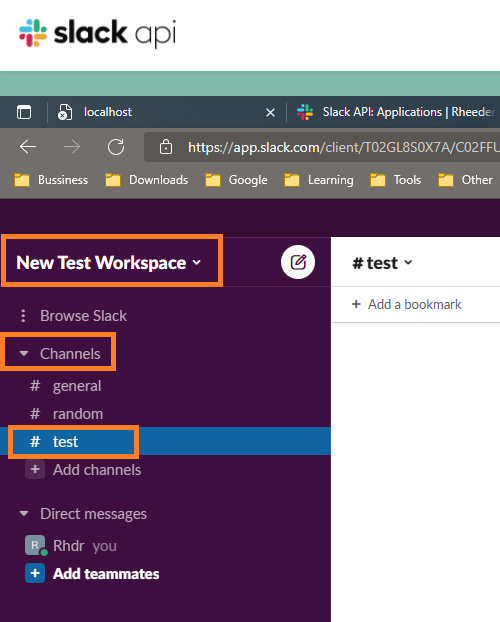 slack api
localhost
Slack API: Applications | Rheeder
https://app.slack.com/client/T02GL8S0X7A/C02FFU
Bussiness Downloads Google Learning Tools Other
New Test Workspace
# test
Browse Slack
+ Add a bookmark
Channels
# general
# random
# test
+ Add channels
Direct messages
R Rhdr you
+ Add teammates